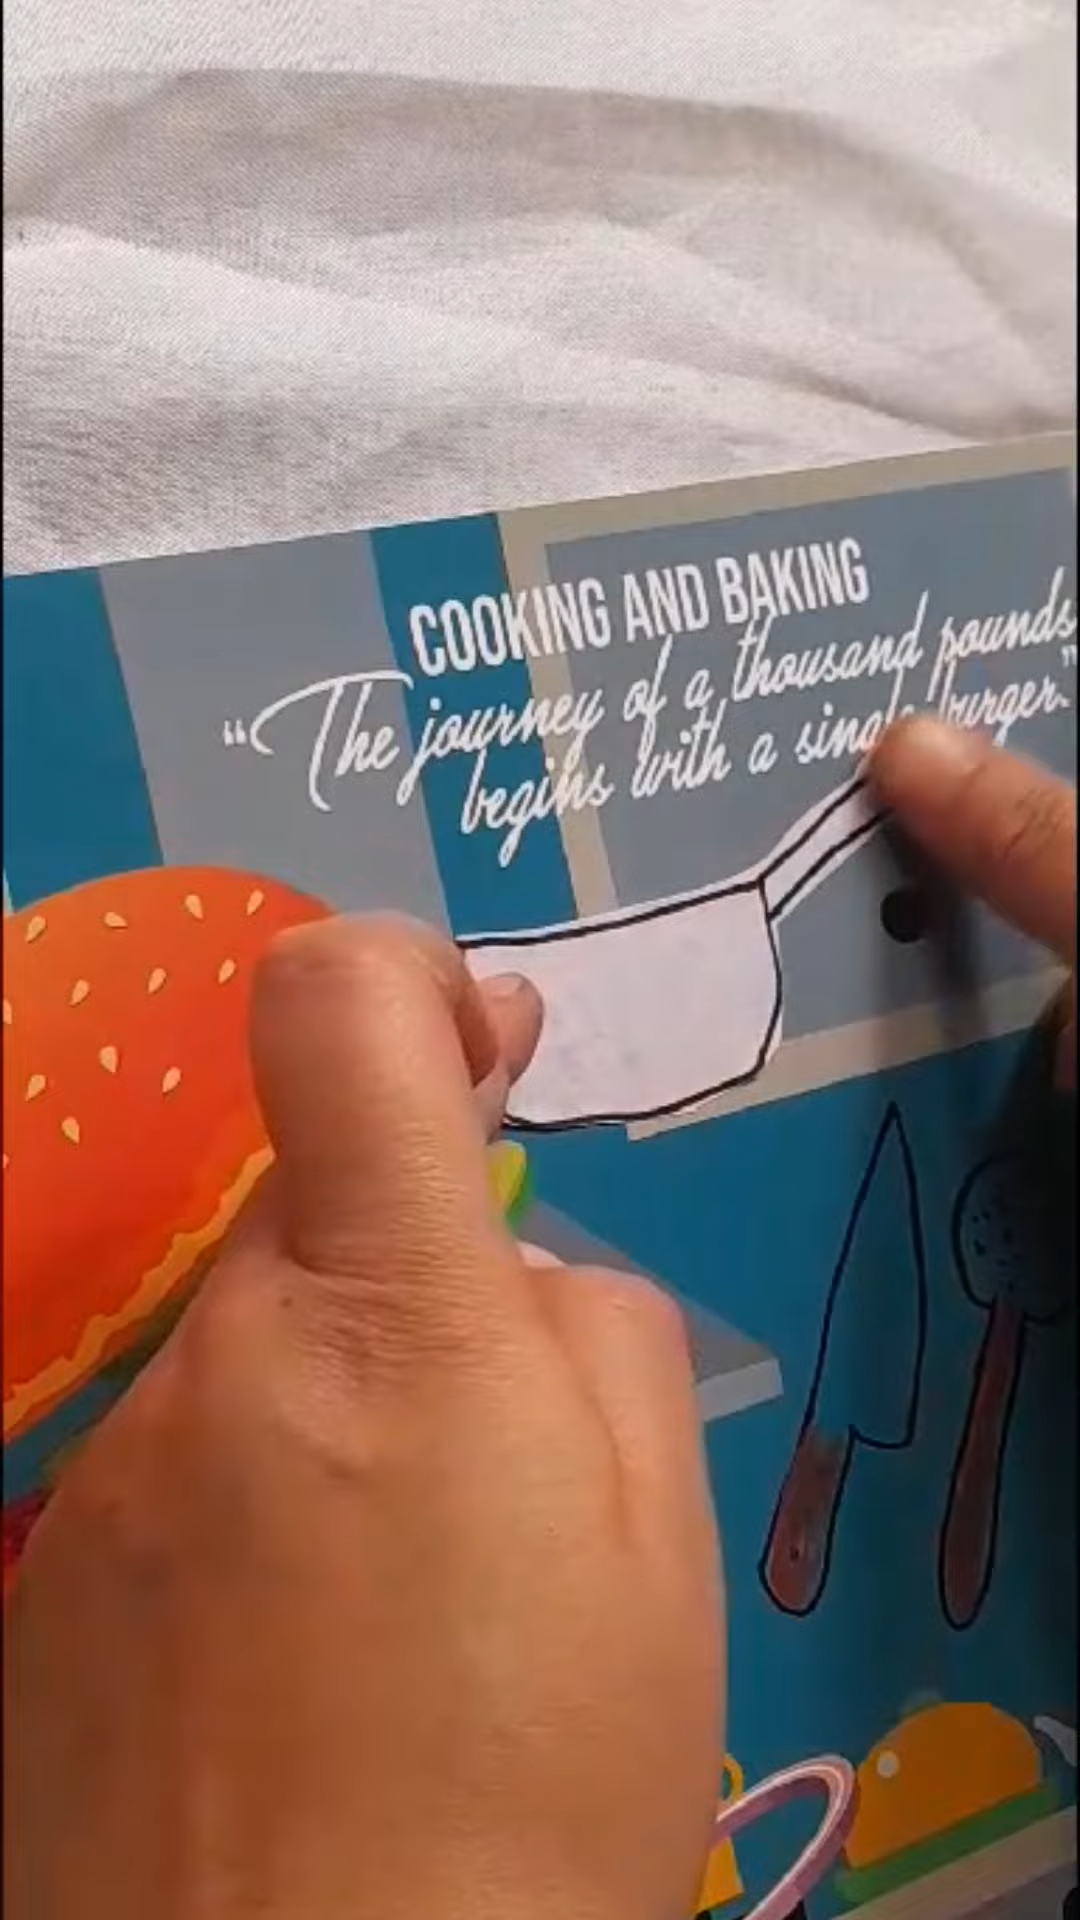 COOKING AND BAKING
“The journey of a thousand pounds
begins with a single burger.”